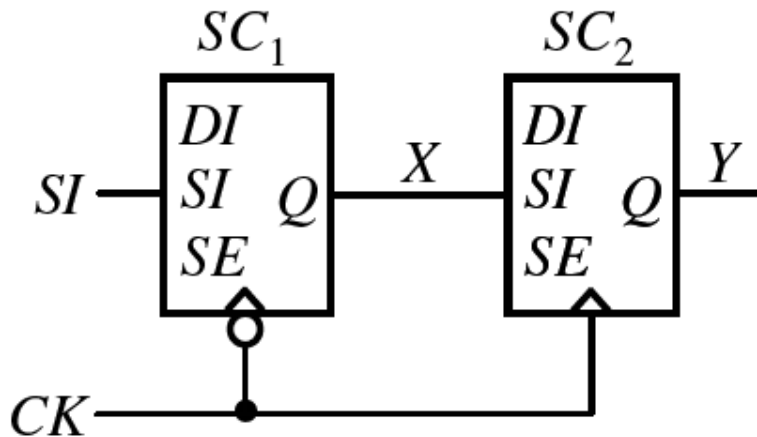 SC₁ SC₂
DI DI
SI SI Q X SI Q Y
SE SE
CK